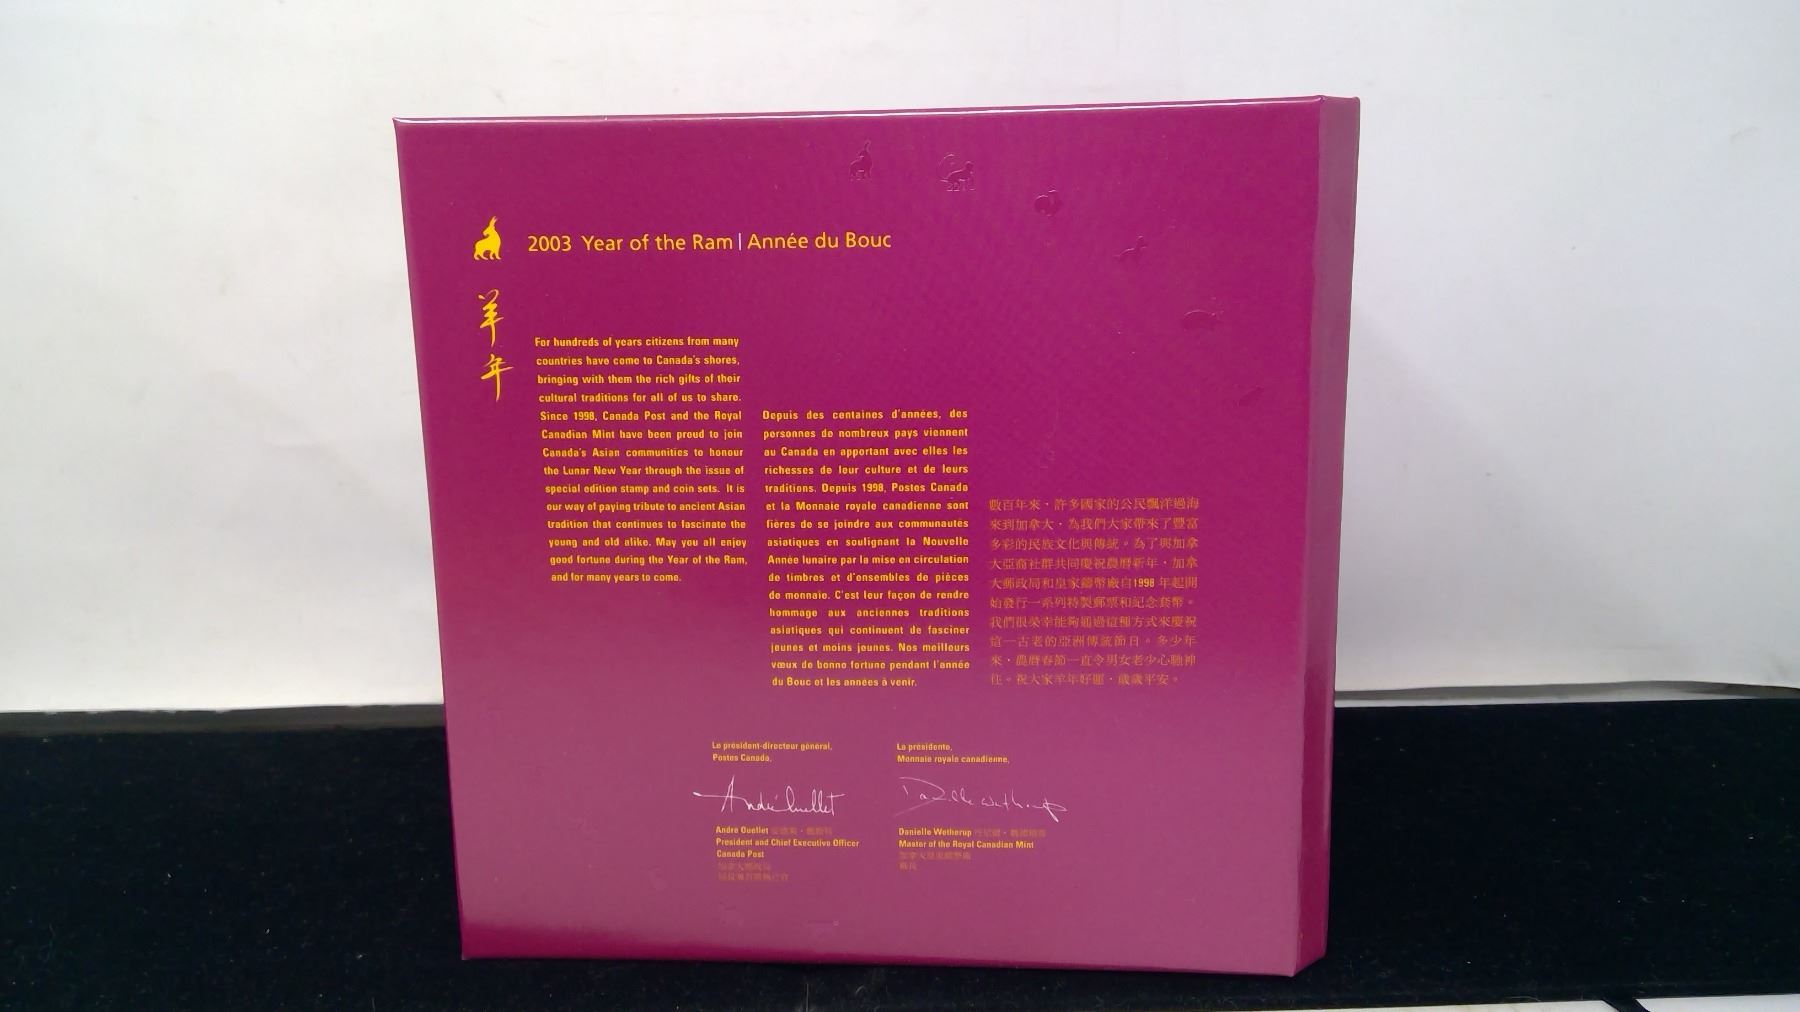 2003 Year of the Ram | Année du Bouc
羊年
For hundreds of years citizens from many
countries have come to Canada's shores,
bringing with them the rich gifts of their
cultural traditions for all of us to share.
Since 1998, Canada Post and the Royal
Canadian Mint have been proud to join
Canada's Asian communities to honour
the Lunar New Year through the issue of
special edition stamp and coin sets. It is
our way of paying tribute to ancient Asian
tradition that continues to fascinate the
young and old alike. May you all enjoy
good fortune during the Year of the Ram,
and for many years to come.
Depuis des centaines d'années, des
personnes de nombreux pays viennent
au Canada en apportant avec elles les
richesses de leur culture et de leurs
traditions. Depuis 1998, Postes Canada
et la Monnaie royale canadienne sont
fières de se joindre aux communautés
asiatiques en soulignant la Nouvelle
Année lunaire par la mise en circulation
de timbres et d'ensembles de pièces
de monnaie. C'est leur façon de rendre
hommage aux anciennes traditions
asiatiques qui continuent de fasciner
jeunes et moins jeunes. Nos meilleurs
vœux de bonne fortune pendant l'année
du Bouc et les années à venir.
數百年來，許多國家的公民飄洋過海
來到加拿大，為我們大家帶來了豐富
多彩的民族文化與傳統。為了與加拿
大亞裔社群共同慶祝農曆新年，加拿
大郵政局和皇家鑄幣廠自1998 年起開
始發行一系列特製郵票和紀念套幣。
我們很榮幸能夠通過這種方式來慶祝
這一古老的亞洲傳統節日。多少年
來，農曆春節一直令男女老少心馳神
往。祝大家羊年好運，歲歲平安。
Le président-directeur général,
Postes Canada,
André Ouellet
André Ouellet
President and Chief Executive Officer
Canada Post
La présidente,
Monnaie royale canadienne,
Danielle Wetherup
Danielle Wetherup
Master of the Royal Canadian Mint